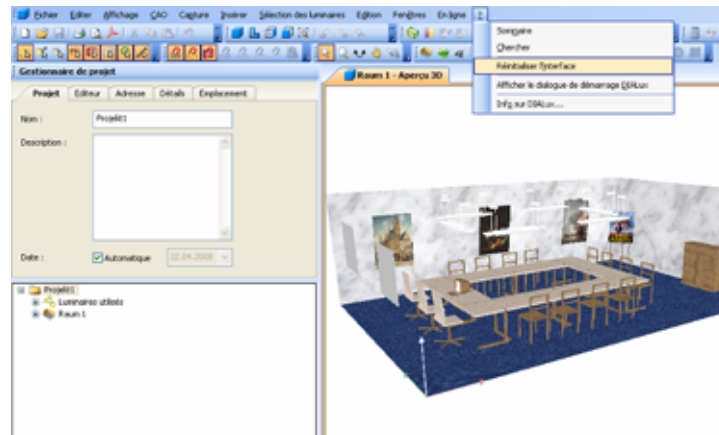 Fichier Editer Affichage CAO Capture Insérer Sélection des luminaires Edition Fenêtres En ligne ?
Sommaire
Chercher
Réinitialiser l'interface
Afficher le dialogue de démarrage DIALux
Info sur DIALux...
Gestionnaire de projet
Raum 1 - Aperçu 3D
Projet Editeur Adresse Détails Emplacement
Nom :
Projekt1
Description :
Date :
Automatique
22.04.2008
Projekt1
Luminaires utilisés
Raum 1